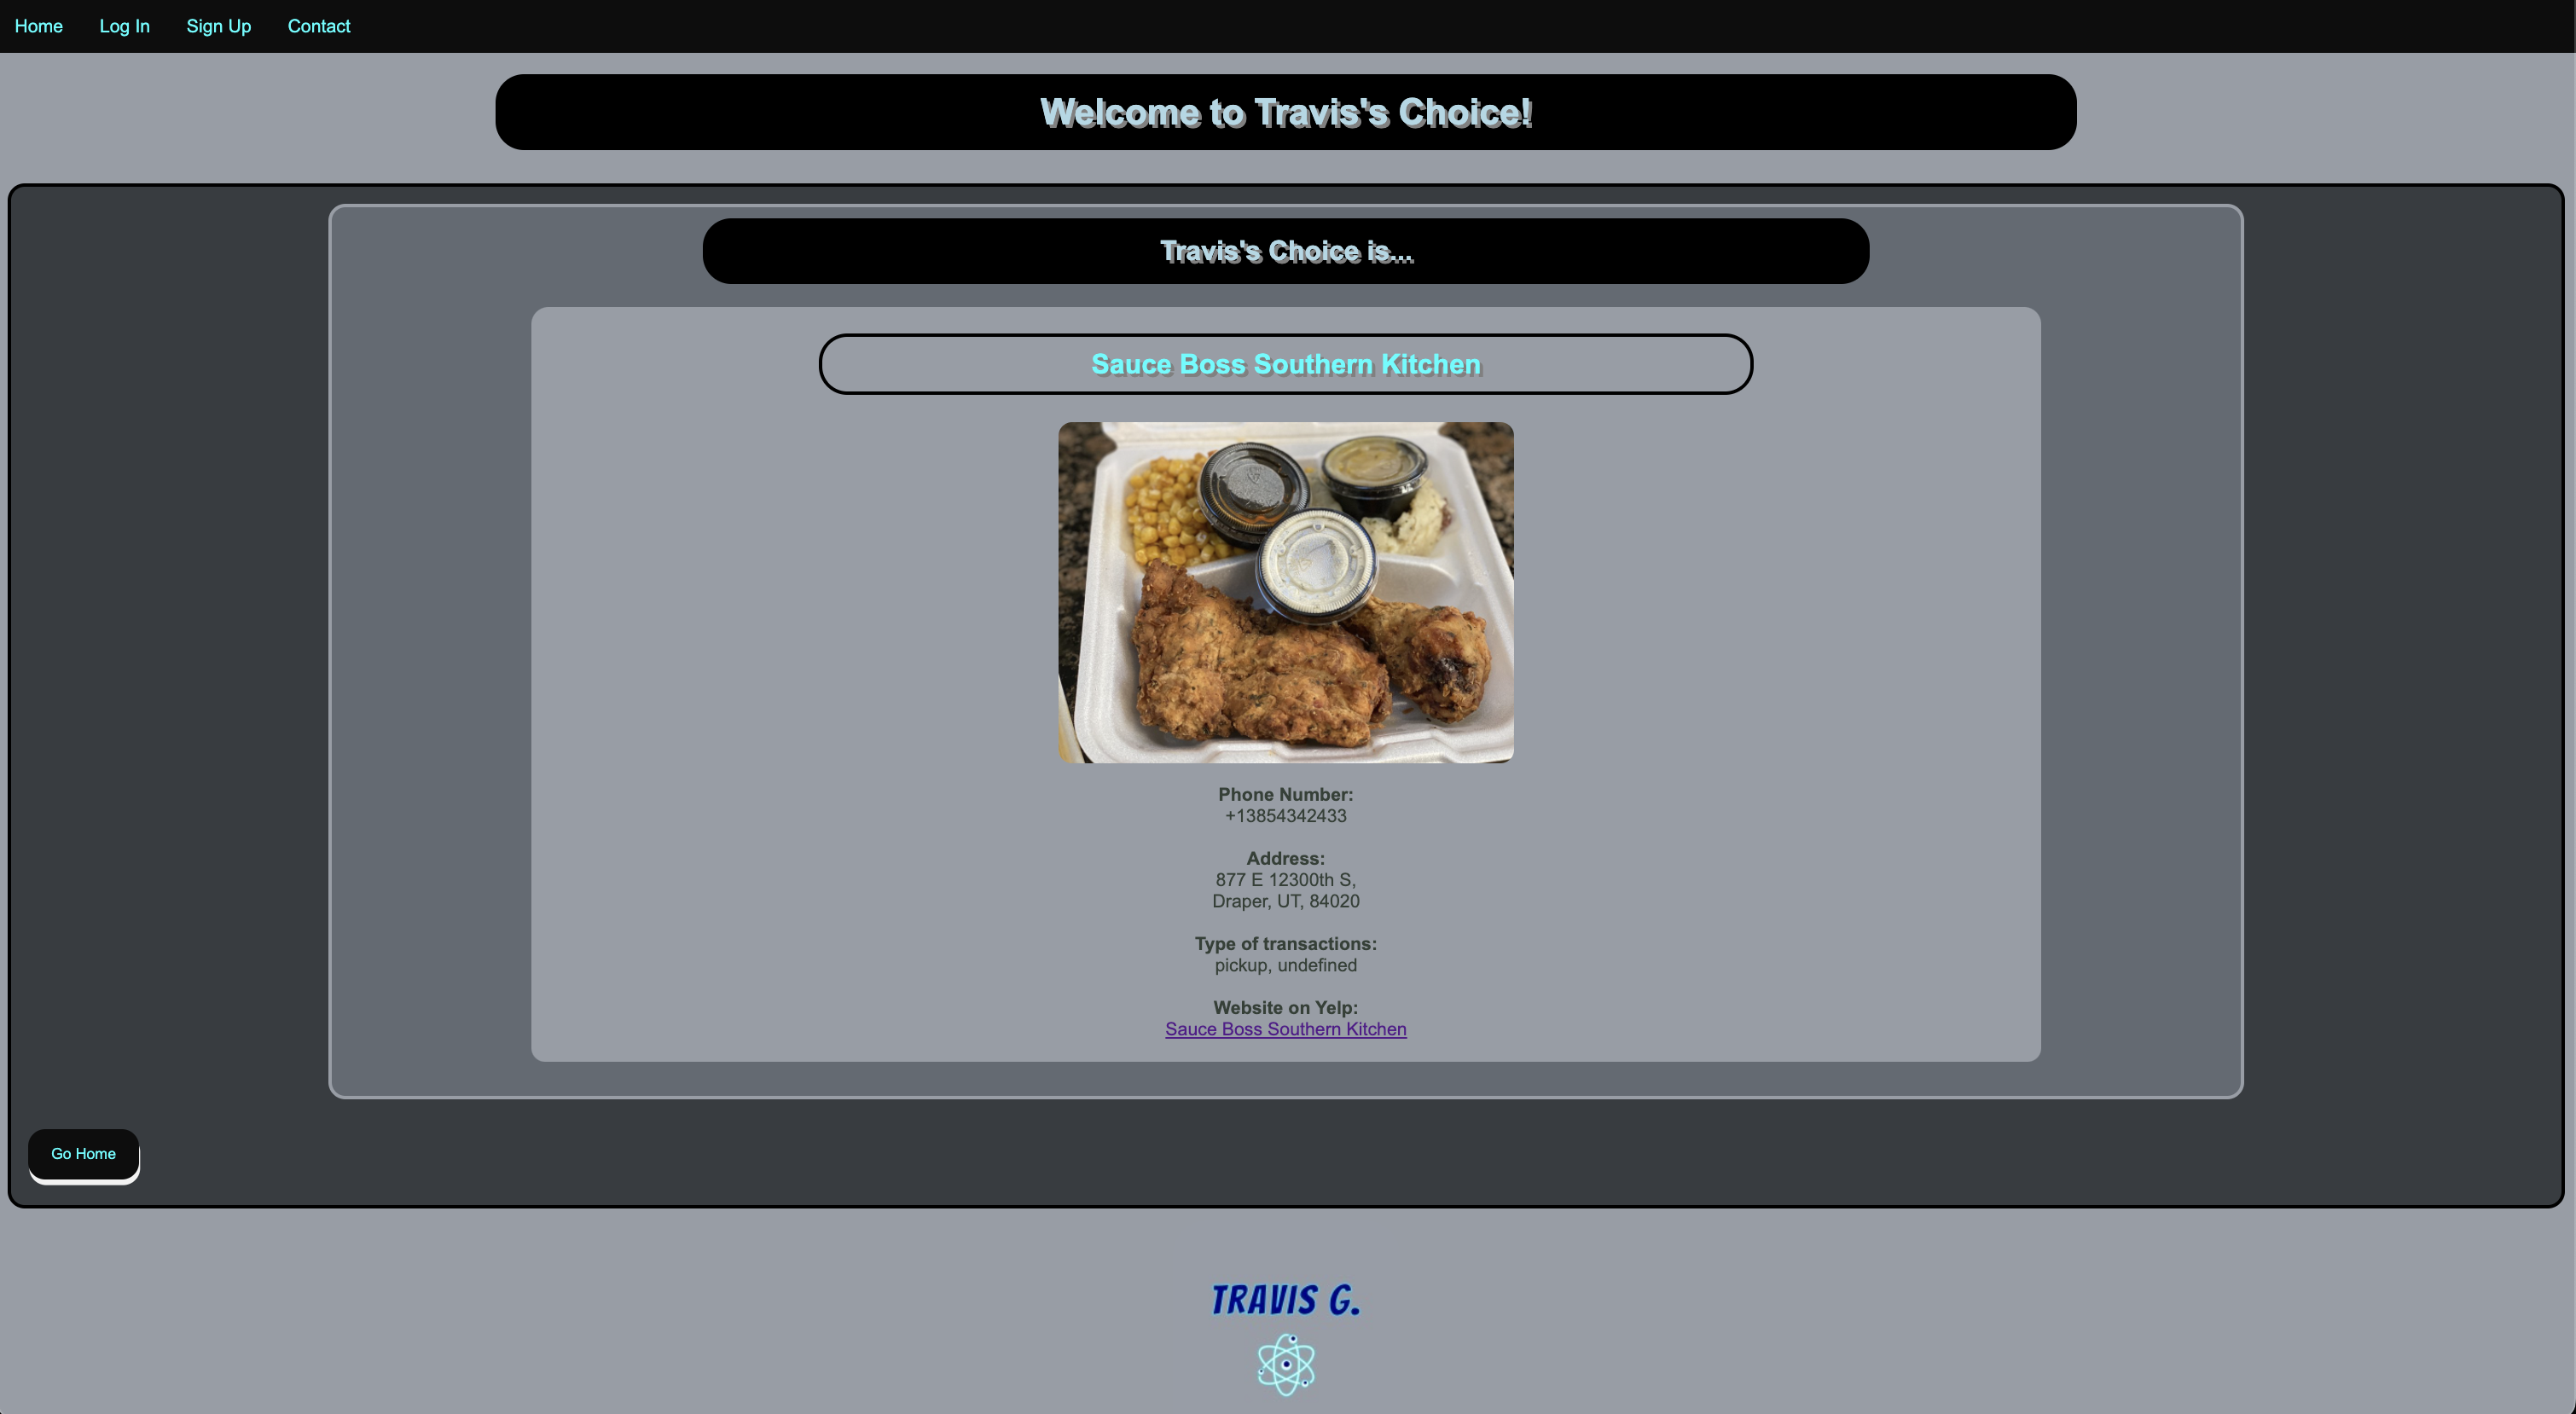 Home Log In Sign Up Contact
Welcome to Travis's Choice!
Travis's Choice is...
Sauce Boss Southern Kitchen
Phone Number:
+13854342433
Address:
877 E 12300th S,
Draper, UT, 84020
Type of transactions:
pickup, undefined
Website on Yelp:
Sauce Boss Southern Kitchen
Go Home
TRAVIS G.